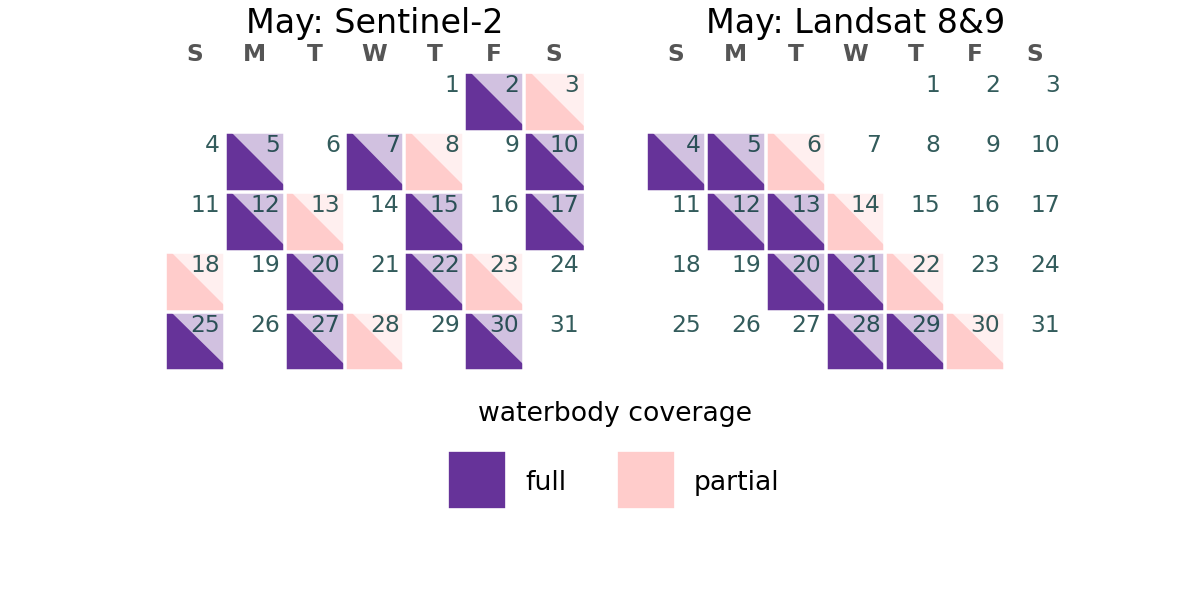 May: Sentinel-2
S M T W T F S
1 2 3
4 5 6 7 8 9 10
11 12 13 14 15 16 17
18 19 20 21 22 23 24
25 26 27 28 29 30 31
May: Landsat 8&9
S M T W T F S
1 2 3
4 5 6 7 8 9 10
11 12 13 14 15 16 17
18 19 20 21 22 23 24
25 26 27 28 29 30 31
waterbody coverage
full
partial